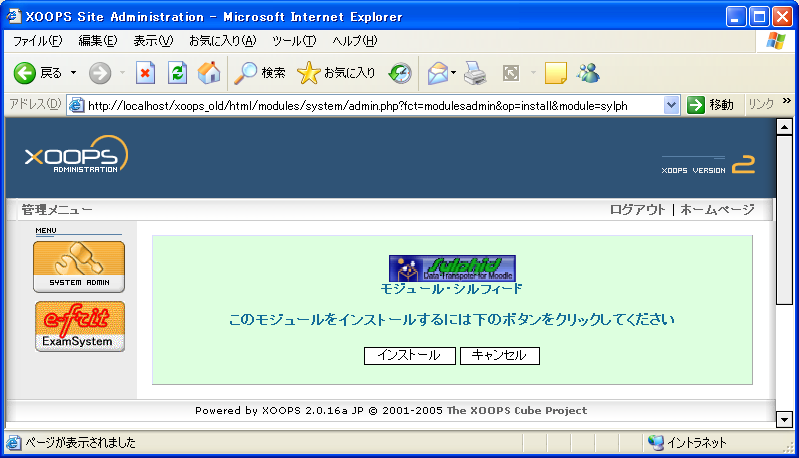 XOOPS Site Administration - Microsoft Internet Explorer
ファイル(F) 編集(E) 表示(V) お気に入り(A) ツール(T) ヘルプ(H)
戻る 検索 お気に入り
アドレス(D) http://localhost/xoops_old/html/modules/system/admin.php?fct=modulesadmin&op=install&module=sylph 移動 リンク »
XOOPS
ADMINISTRATION
XOOPS VERSION 2
管理メニュー ログアウト | ホームページ
MENU
SYSTEM ADMIN
e-frit
ExamSystem
Sylphid
Data Transpoter for Moodle
モジュール・シルフィード
このモジュールをインストールするには下のボタンをクリックしてください
インストール キャンセル
Powered by XOOPS 2.0.16a JP © 2001-2005 The XOOPS Cube Project
ページが表示されました イントラネット